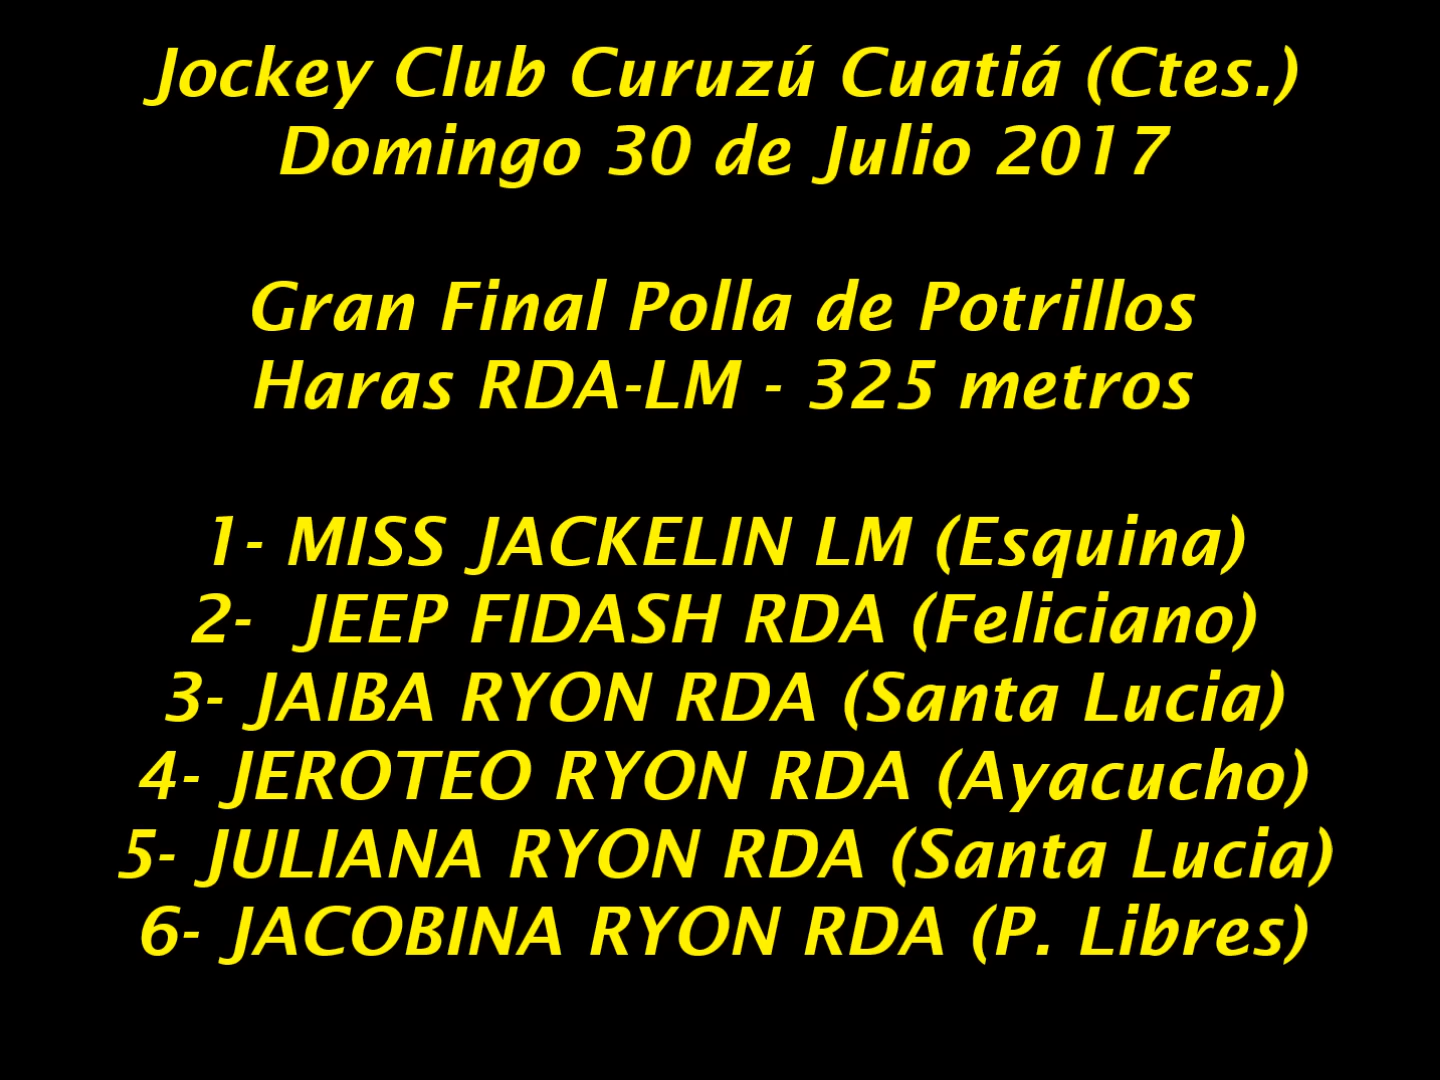 Jockey Club Curuzú Cuatiá (Ctes.)
Domingo 30 de Julio 2017
Gran Final Polla de Potrillos
Haras RDA-LM - 325 metros
1- MISS JACKELIN LM (Esquina)
2- JEEP FIDASH RDA (Feliciano)
3- JAIBA RYON RDA (Santa Lucia)
4- JEROTEO RYON RDA (Ayacucho)
5- JULIANA RYON RDA (Santa Lucia)
6- JACOBINA RYON RDA (P. Libres)